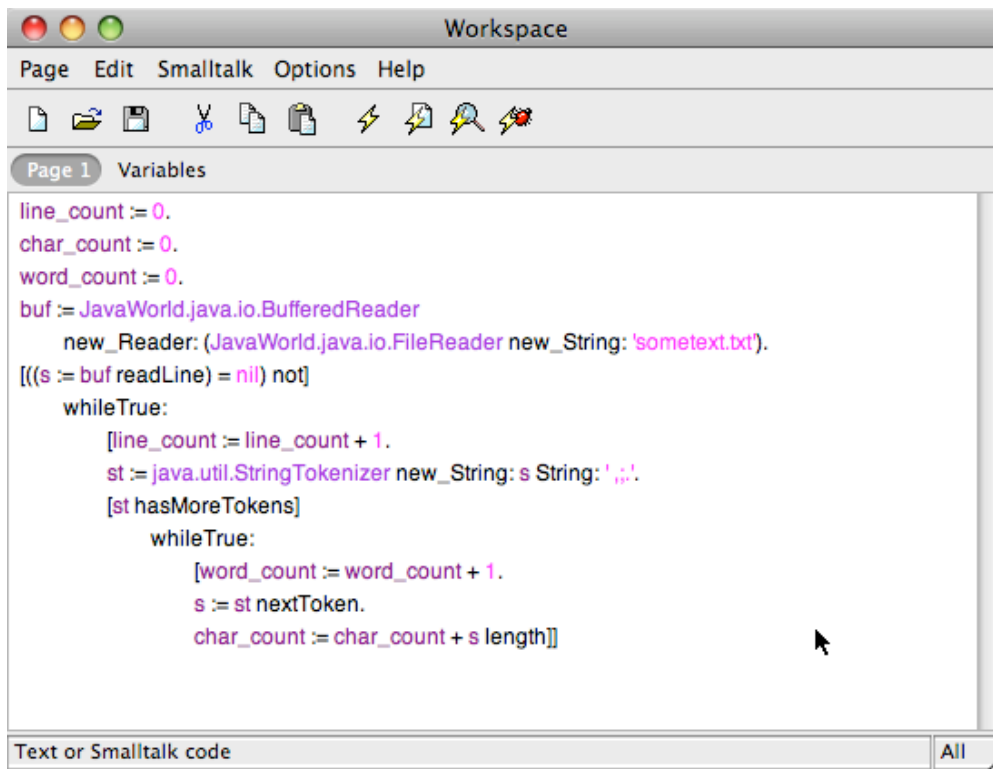 Workspace
Page Edit Smalltalk Options Help
Page 1 Variables
line_count := 0.
char_count := 0.
word_count := 0.
buf := JavaWorld.java.io.BufferedReader
new_Reader: (JavaWorld.java.io.FileReader new_String: 'sometext.txt').
[((s := buf readLine) = nil) not]
whileTrue:
[line_count := line_count + 1.
st := java.util.StringTokenizer new_String: s String: ' ,;.'.
[st hasMoreTokens]
whileTrue:
[word_count := word_count + 1.
s := st nextToken.
char_count := char_count + s length]]
Text or Smalltalk code All